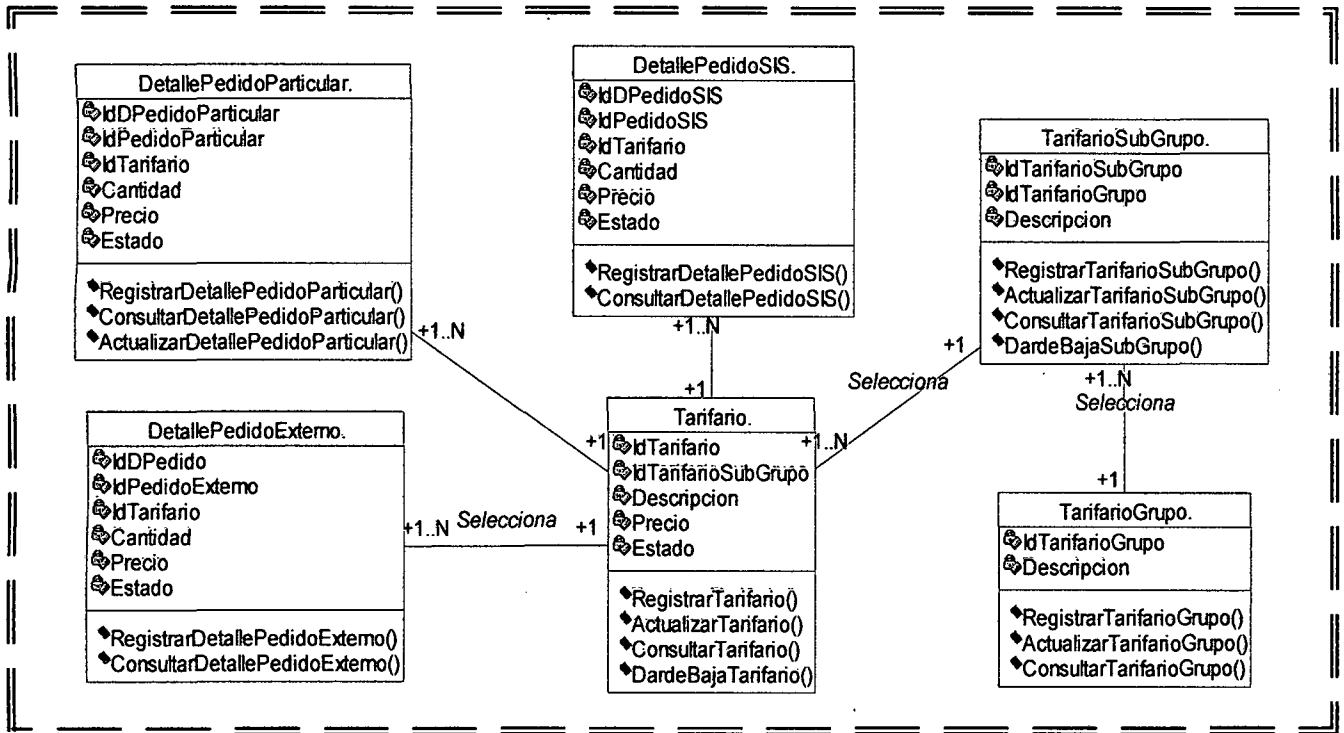 DetallePedidoParticular.
IdDPedidoParticular
IdPedidoParticular
IdTarifario
Cantidad
Precio
Estado
RegistrarDetallePedidoParticular()
ConsultarDetallePedidoParticular()
ActualizarDetallePedidoParticular()
+1..N
+1
DetallePedidoSIS.
IdDPedidoSIS
IdPedidoSIS
IdTarifario
Cantidad
Precio
Estado
RegistrarDetallePedidoSIS()
ConsultarDetallePedidoSIS()
+1..N
+1
TarifarioSubGrupo.
IdTarifarioSubGrupo
IdTarifarioGrupo
Descripcion
RegistrarTarifarioSubGrupo()
ActualizarTarifarioSubGrupo()
ConsultarTarifarioSubGrupo()
DardeBajaSubGrupo()
+1
Selecciona
+1..N
+1..N
Selecciona
+1
DetallePedidoExterno.
IdDPedido
IdPedidoExterno
IdTarifario
Cantidad
Precio
Estado
RegistrarDetallePedidoExterno()
ConsultarDetallePedidoExterno()
+1..N
Selecciona
+1
Tarifario.
IdTarifario
IdTarifarioSubGrupo
Descripcion
Precio
Estado
RegistrarTarifario()
ActualizarTarifario()
ConsultarTarifario()
DardeBajaTarifario()
TarifarioGrupo.
IdTarifarioGrupo
Descripcion
RegistrarTarifarioGrupo()
ActualizarTarifarioGrupo()
ConsultarTarifarioGrupo()